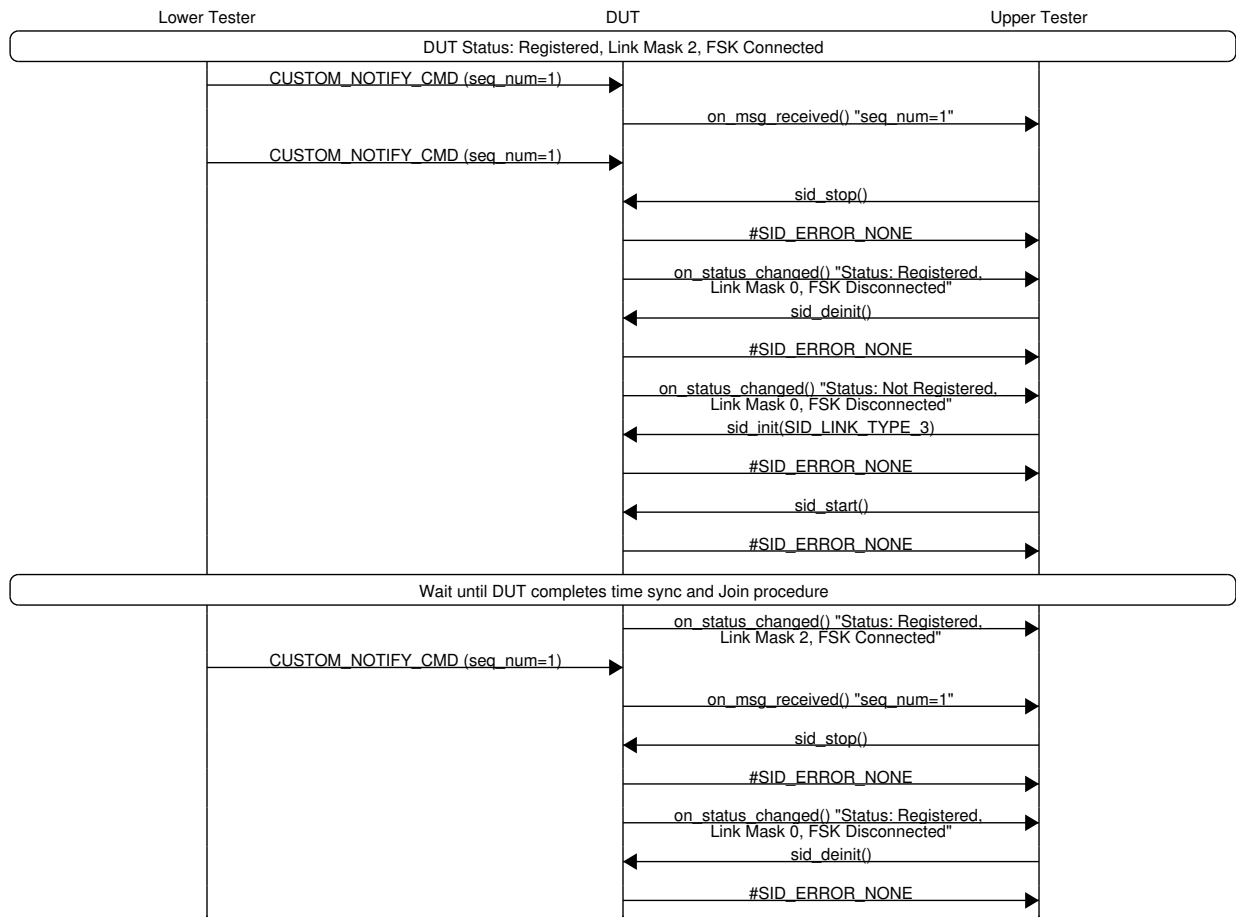 Lower Tester DUT Upper Tester
DUT Status: Registered, Link Mask 2, FSK Connected
CUSTOM_NOTIFY_CMD (seq_num=1)
on_msg_received() "seq_num=1"
CUSTOM_NOTIFY_CMD (seq_num=1)
sid_stop()
#SID_ERROR_NONE
on_status_changed() "Status: Registered,
Link Mask 0, FSK Disconnected"
sid_deinit()
#SID_ERROR_NONE
on_status_changed() "Status: Not Registered,
Link Mask 0, FSK Disconnected"
sid_init(SID_LINK_TYPE_3)
#SID_ERROR_NONE
sid_start()
#SID_ERROR_NONE
Wait until DUT completes time sync and Join procedure
on_status_changed() "Status: Registered,
Link Mask 2, FSK Connected"
CUSTOM_NOTIFY_CMD (seq_num=1)
on_msg_received() "seq_num=1"
sid_stop()
#SID_ERROR_NONE
on_status_changed() "Status: Registered,
Link Mask 0, FSK Disconnected"
sid_deinit()
#SID_ERROR_NONE